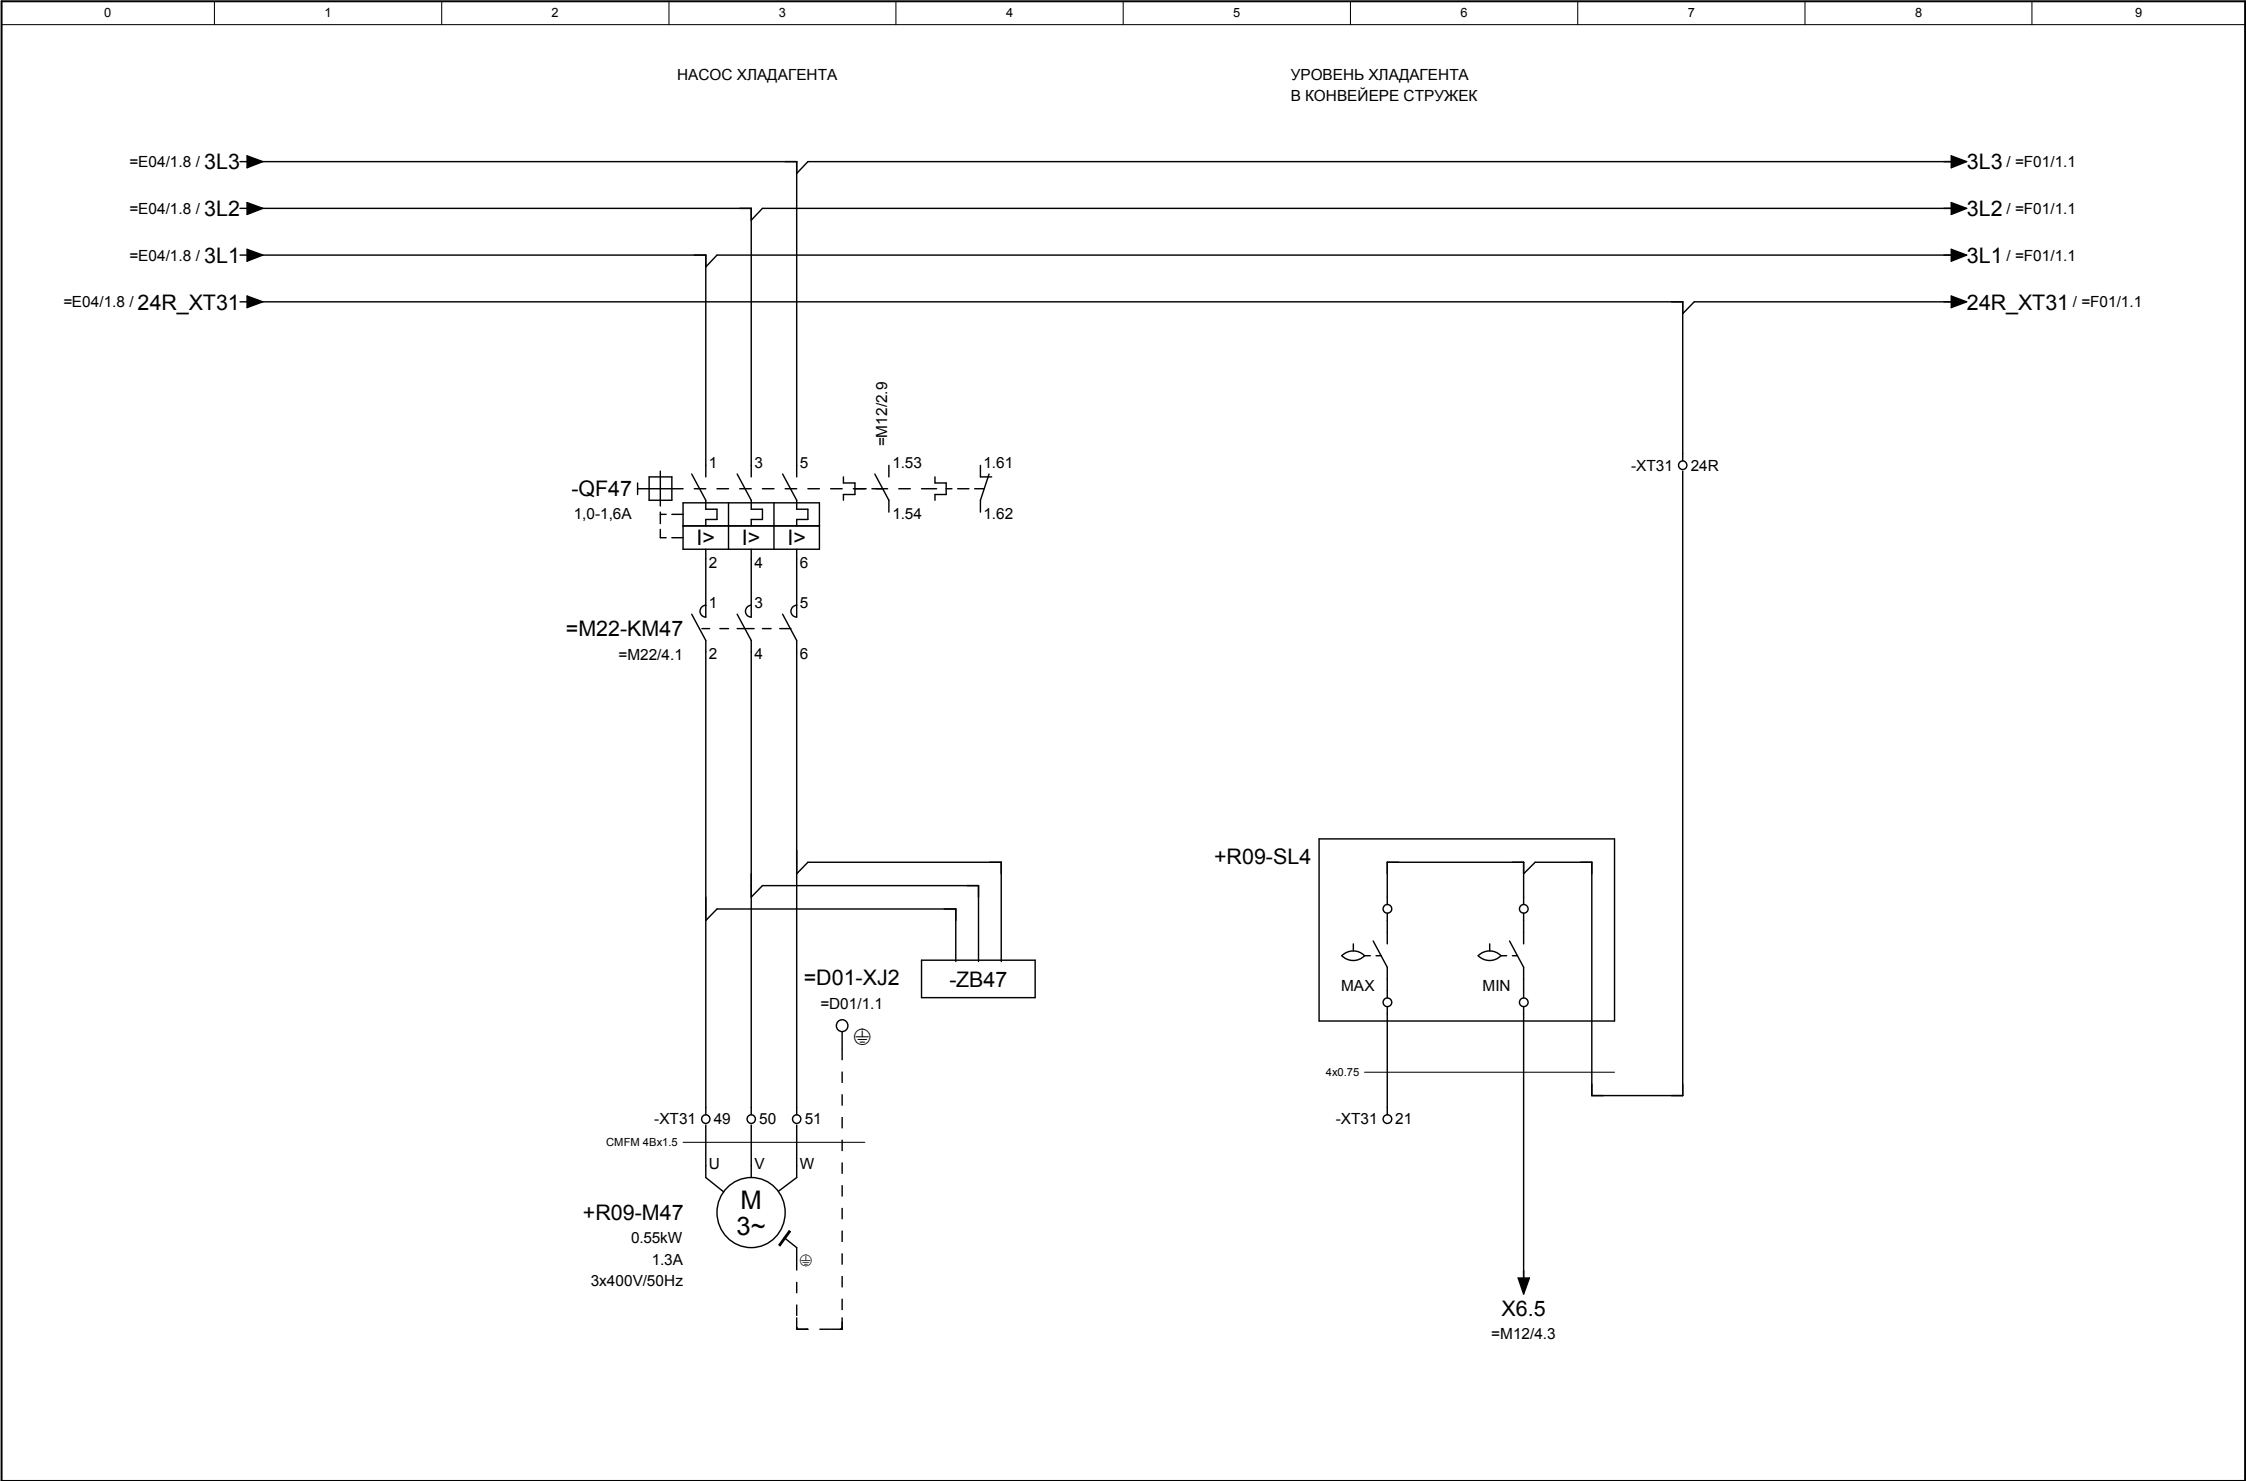 0 1 2 3 4 5 6 7 8 9
НАСОС ХЛАДАГЕНТА
УРОВЕНЬ ХЛАДАГЕНТА
В КОНВЕЙЕРЕ СТРУЖЕК
=E04/1.8 / 3L3
3L3 / =F01/1.1
=E04/1.8 / 3L2
3L2 / =F01/1.1
=E04/1.8 / 3L1
3L1 / =F01/1.1
=E04/1.8 / 24R_XT31
24R_XT31 / =F01/1.1
=M12/2.9
1 3 5 1.53 1.61
-XT31 24R
-QF47
1,0-1,6A
1.54 1.62
I> I> I>
2 4 6
1 3 5
=M22-KM47
=M22/4.1
2 4 6
+R09-SL4
=D01-XJ2
=D01/1.1
-ZB47
MAX MIN
4x0.75
-XT31 49 50 51
-XT31 21
CMFM 4Bx1.5
U V W
M
3~
+R09-M47
0.55kW
1.3A
3x400V/50Hz
X6.5
=M12/4.3